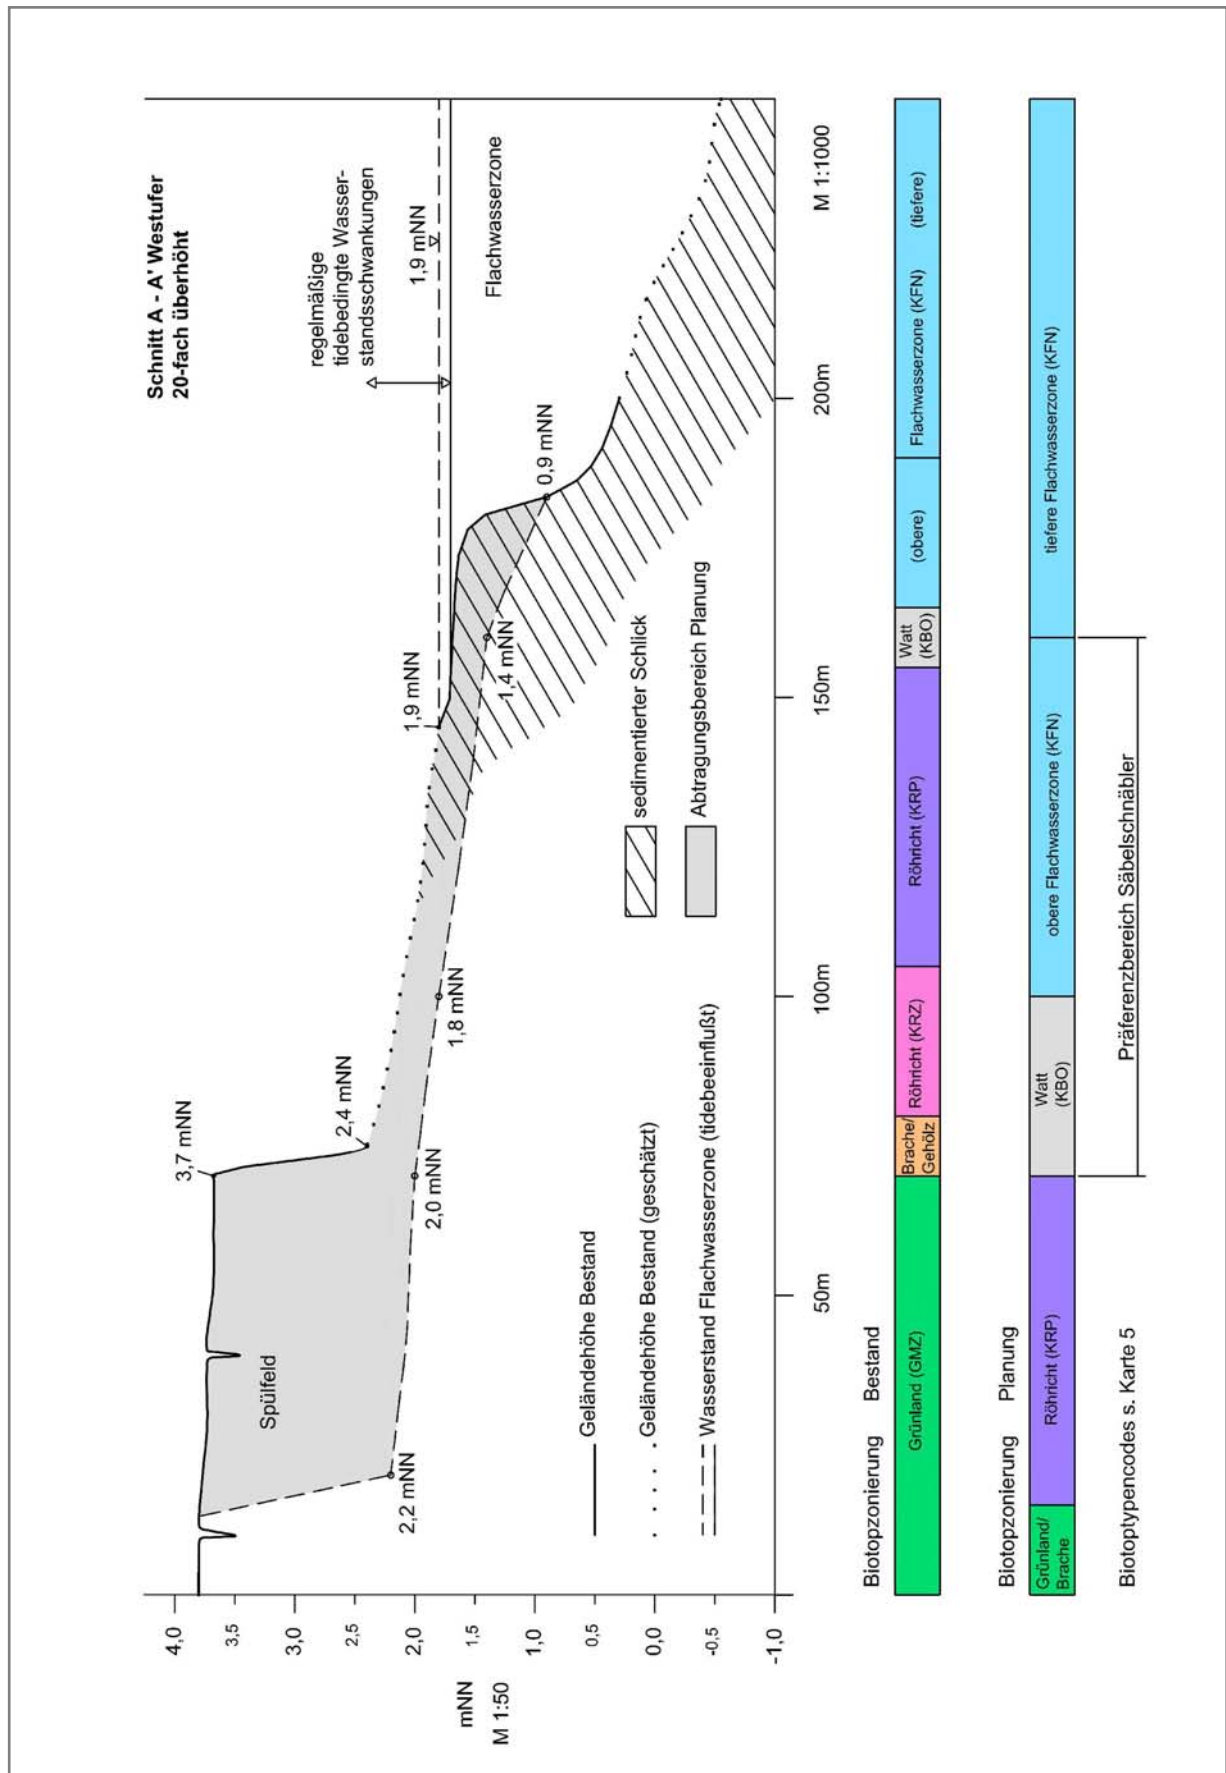 Schnitt A - A' Westufer
20-fach überhöht
regelmäßige
tidebedingte Wasser-
standsschwankungen
1,9 mNN
Flachwasserzone
3,7 mNN
2,4 mNN
1,9 mNN
Spülfeld
2,2 mNN
2,0 mNN
1,8 mNN
1,4 mNN
0,9 mNN
4,0
3,5
3,0
2,5
2,0
1,5
1,0
0,5
0,0
-0,5
-1,0
mNN
M 1:50
Geländehöhe Bestand
Geländehöhe Bestand (geschätzt)
Wasserstand Flachwasserzone (tidebeeinflußt)
sedimentierter Schlick
Abtragungsbereich Planung
50m
100m
150m
200m
M 1:1000
Biotopzonierung Bestand
Grünland (GMZ)
Brache/
Gehölz
Röhricht (KRZ)
Röhricht (KRP)
Watt
(KBO)
(obere)
Flachwasserzone (KFN)
(tiefere)
Biotopzonierung Planung
Grünland/
Brache
Röhricht (KRP)
Watt
(KBO)
obere Flachwasserzone (KFN)
tiefere Flachwasserzone (KFN)
Präferenzbereich Säbelschnäbler
Biotoptypencodes s. Karte 5